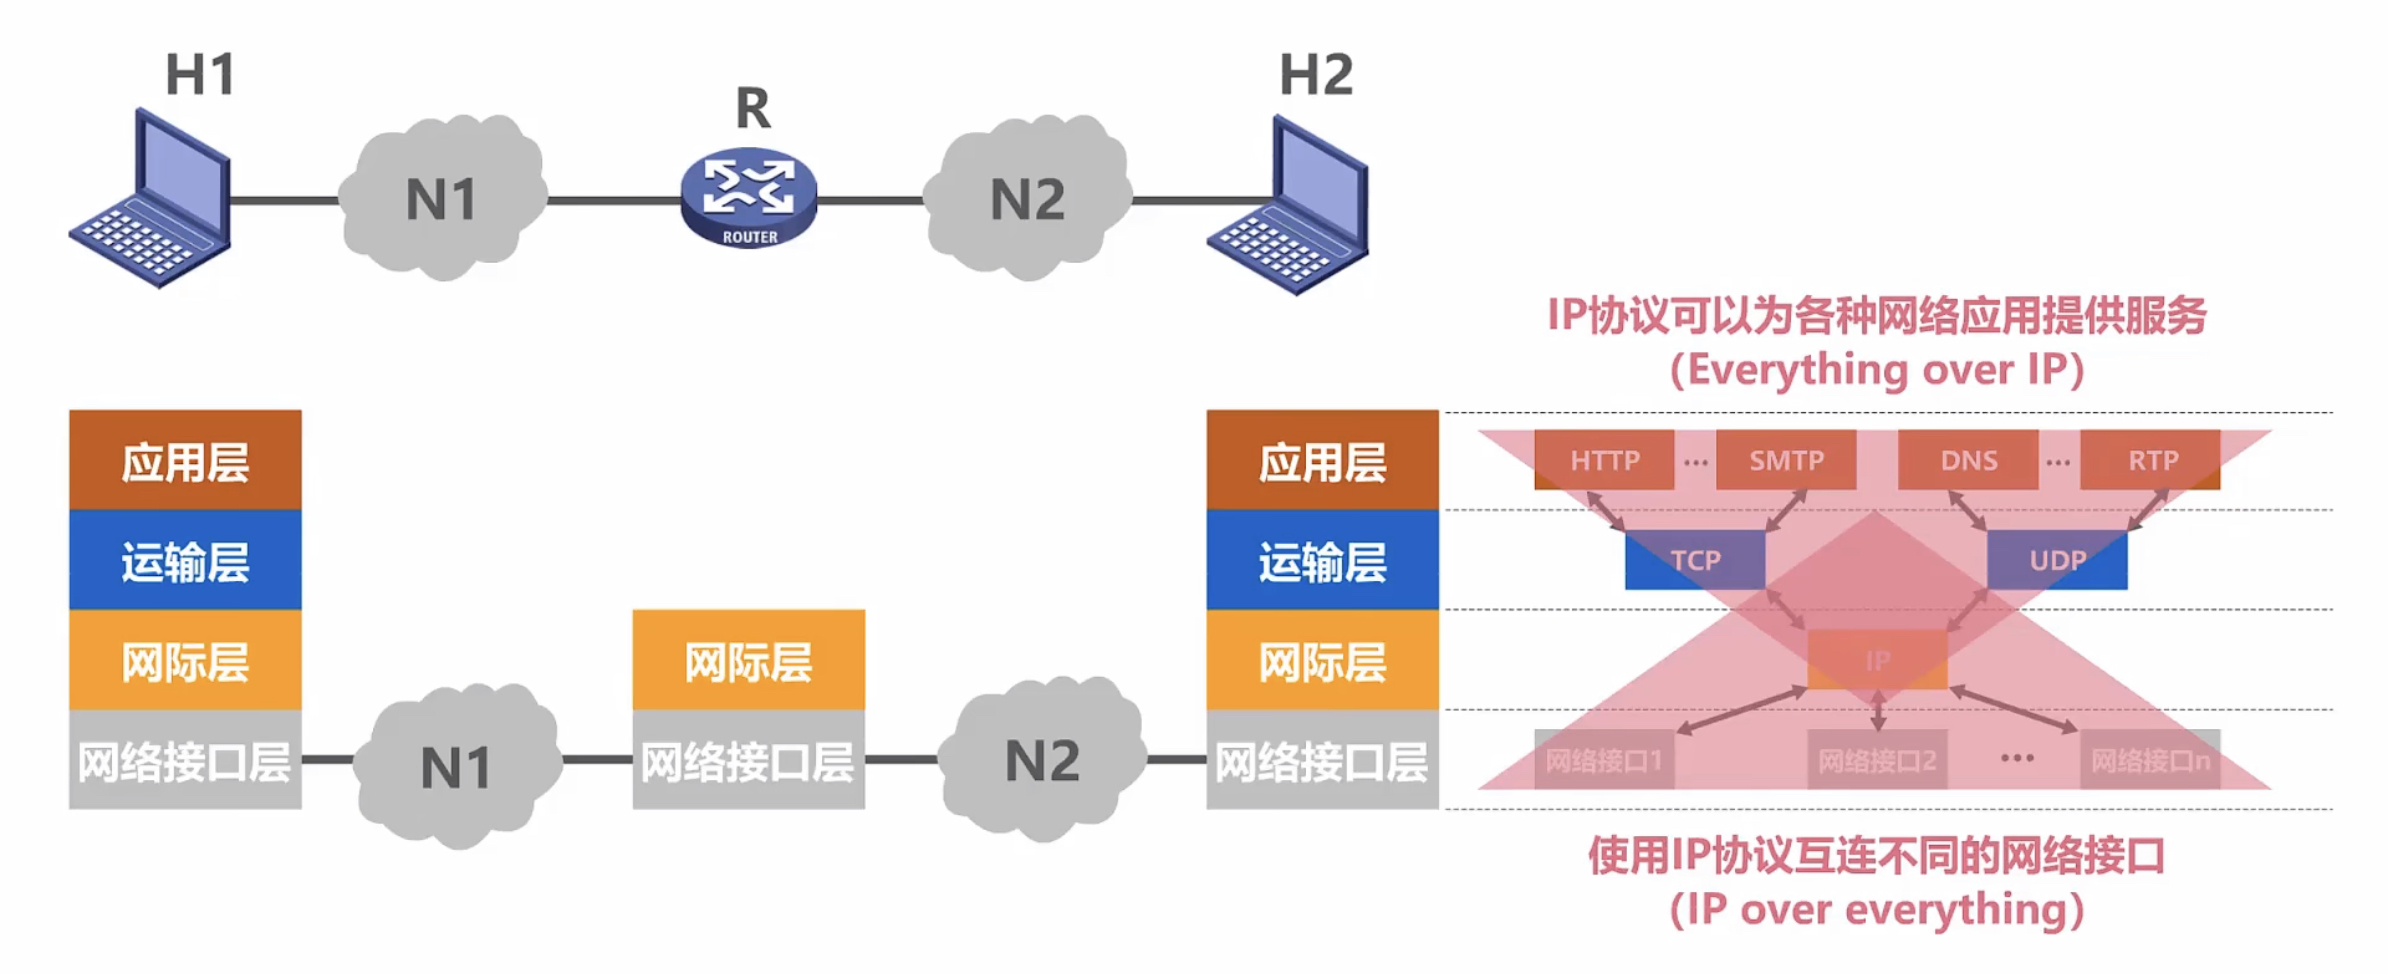 H1
H2
R
N1
ROUTER
N2
IP协议可以为各种网络应用提供服务
（Everything over IP）
应用层
运输层
网际层
网络接口层
N1
网际层
网络接口层
N2
应用层
运输层
网际层
网络接口层
HTTP … SMTP DNS … RTP
TCP UDP
IP
网络接口1 网络接口2 … 网络接口n
使用IP协议互连不同的网络接口
（IP over everything）